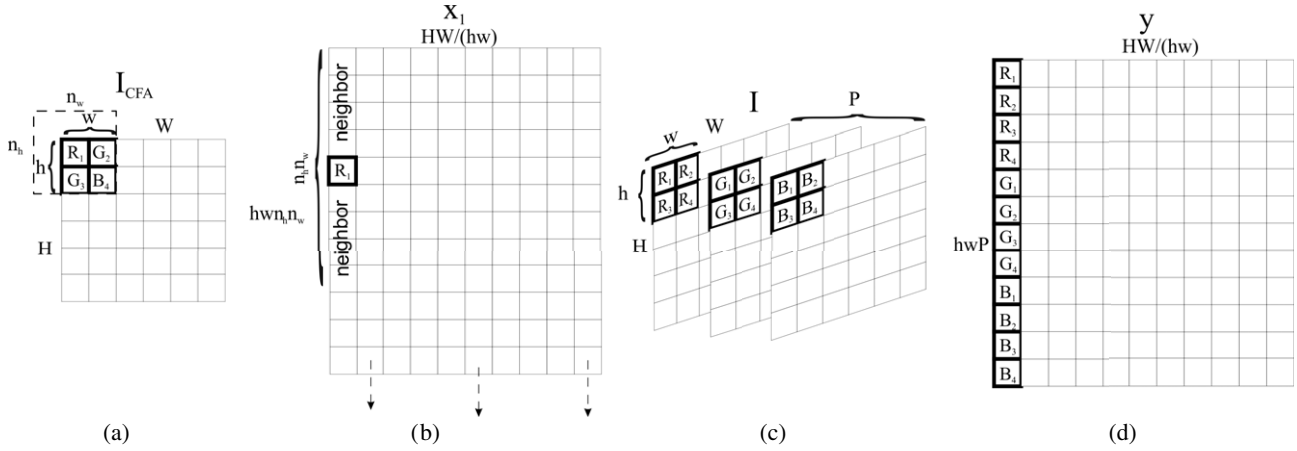 I_CFA
n_w
w
W
n_h
h
R_1 G_2
G_3 B_4
H
(a)
x_1
HW/(hw)
neighbor
n_h n_w
R_1
hwn_h n_w
neighbor
(b)
I
P
W
w
h
R_1 R_2
R_3 R_4
G_1 G_2
G_3 G_4
B_1 B_2
B_3 B_4
H
(c)
y
HW/(hw)
R_1
R_2
R_3
R_4
G_1
G_2
G_3
hwP
G_4
B_1
B_2
B_3
B_4
(d)